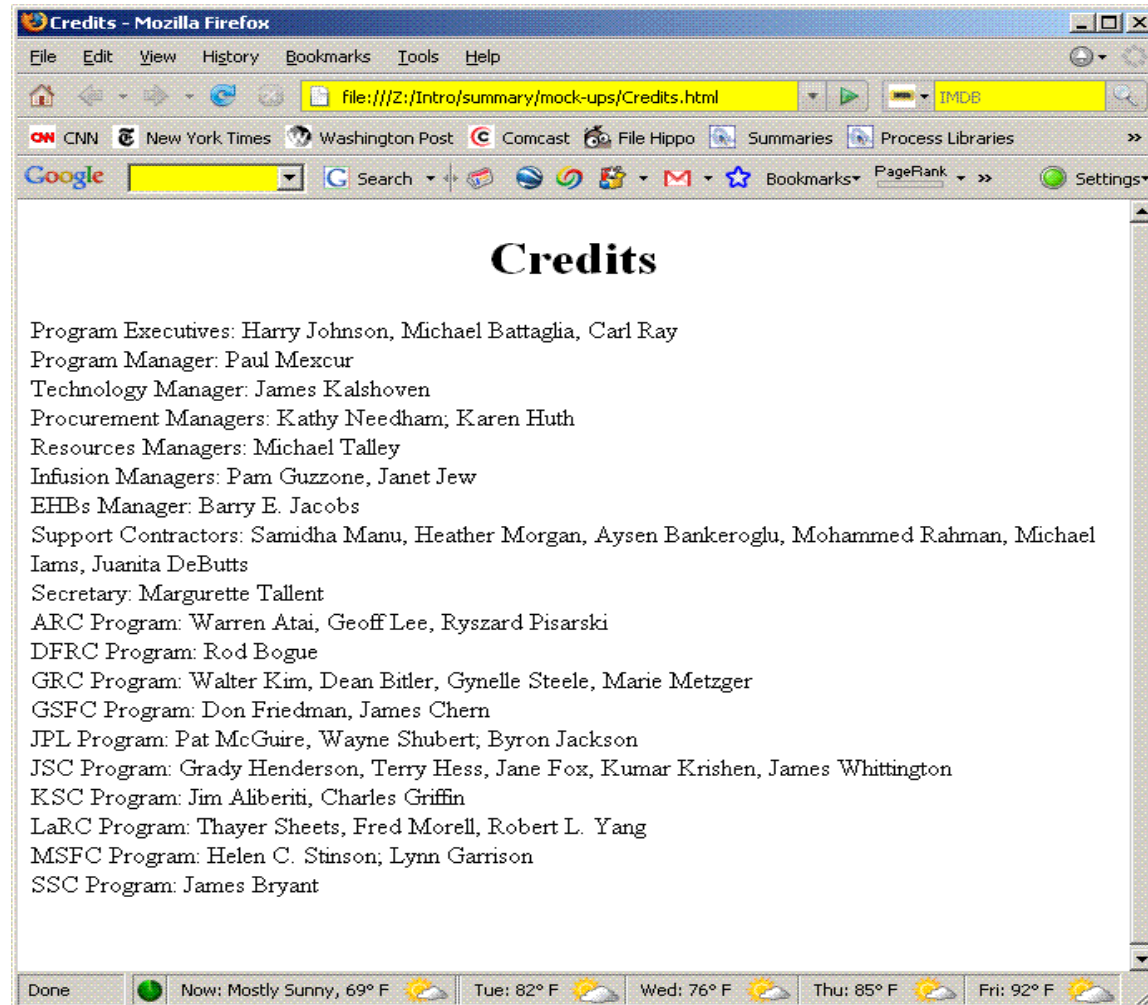 Credits - Mozilla Firefox
File Edit View History Bookmarks Tools Help
file:///Z:/Intro/summary/mock-ups/Credits.html IMDB
CNN CNN New York Times Washington Post Comcast File Hippo Summaries Process Libraries »
Google Search Bookmarks PageRank » Settings
Credits
Program Executives: Harry Johnson, Michael Battaglia, Carl Ray
Program Manager: Paul Mexcur
Technology Manager: James Kalshoven
Procurement Managers: Kathy Needham; Karen Huth
Resources Managers: Michael Talley
Infusion Managers: Pam Guzzone, Janet Jew
EHBs Manager: Barry E. Jacobs
Support Contractors: Samidha Manu, Heather Morgan, Aysen Bankeroglu, Mohammed Rahman, Michael
Iams, Juanita DeButts
Secretary: Margurette Tallent
ARC Program: Warren Atai, Geoff Lee, Ryszard Pisarski
DFRC Program: Rod Bogue
GRC Program: Walter Kim, Dean Bitler, Gynelle Steele, Marie Metzger
GSFC Program: Don Friedman, James Chern
JPL Program: Pat McGuire, Wayne Shubert; Byron Jackson
JSC Program: Grady Henderson, Terry Hess, Jane Fox, Kumar Krishen, James Whittington
KSC Program: Jim Aliberiti, Charles Griffin
LaRC Program: Thayer Sheets, Fred Morell, Robert L. Yang
MSFC Program: Helen C. Stinson; Lynn Garrison
SSC Program: James Bryant
Done Now: Mostly Sunny, 69° F Tue: 82° F Wed: 76° F Thu: 85° F Fri: 92° F